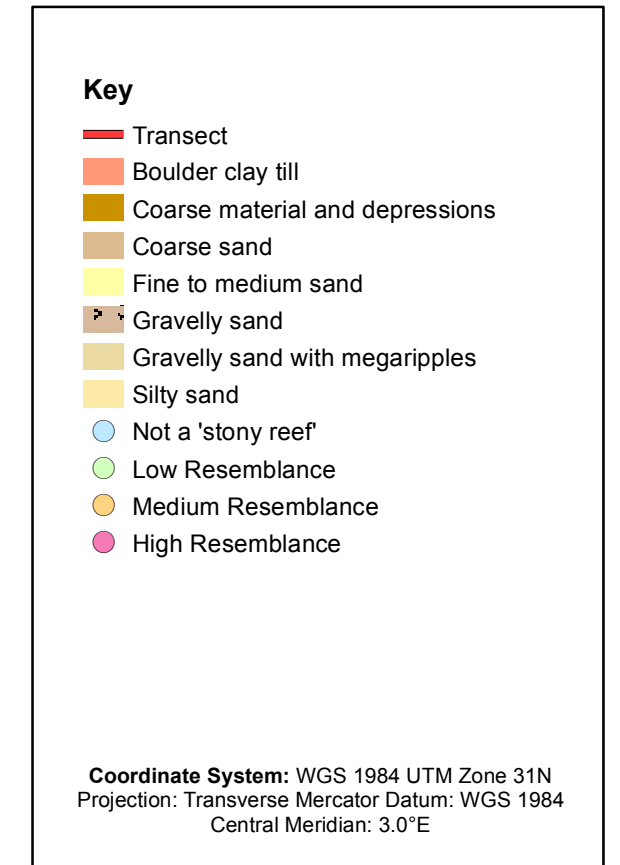 Key
Transect
Boulder clay till
Coarse material and depressions
Coarse sand
Fine to medium sand
Gravelly sand
Gravelly sand with megaripples
Silty sand
Not a 'stony reef'
Low Resemblance
Medium Resemblance
High Resemblance
Coordinate System: WGS 1984 UTM Zone 31N
Projection: Transverse Mercator Datum: WGS 1984
Central Meridian: 3.0°E